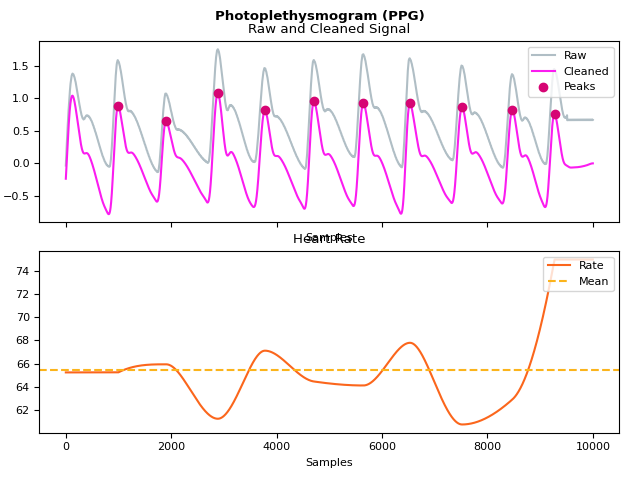 Photoplethysmogram (PPG)
Raw and Cleaned Signal
1.5
1.0
0.5
0.0
−0.5
Raw
Cleaned
Peaks
Samples
Heart Rate
74
72
70
68
66
64
62
Rate
Mean
0
2000
4000
6000
8000
10000
Samples